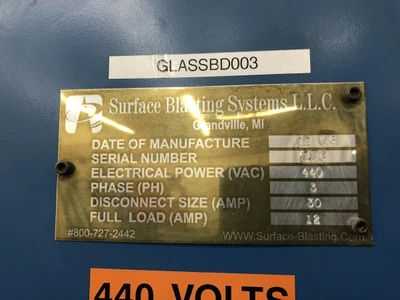 GLASSBD003
Surface Blasting Systems L.L.C.
Grandville, Mi
DATE OF MANUFACTURE
SERIAL NUMBER
ELECTRICAL POWER (VAC) 440
PHASE (PH) 3
DISCONNECT SIZE (AMP) 30
FULL LOAD (AMP) 12
#800-727-2442 www.Surface-Blasting.Com
440 VOLTS